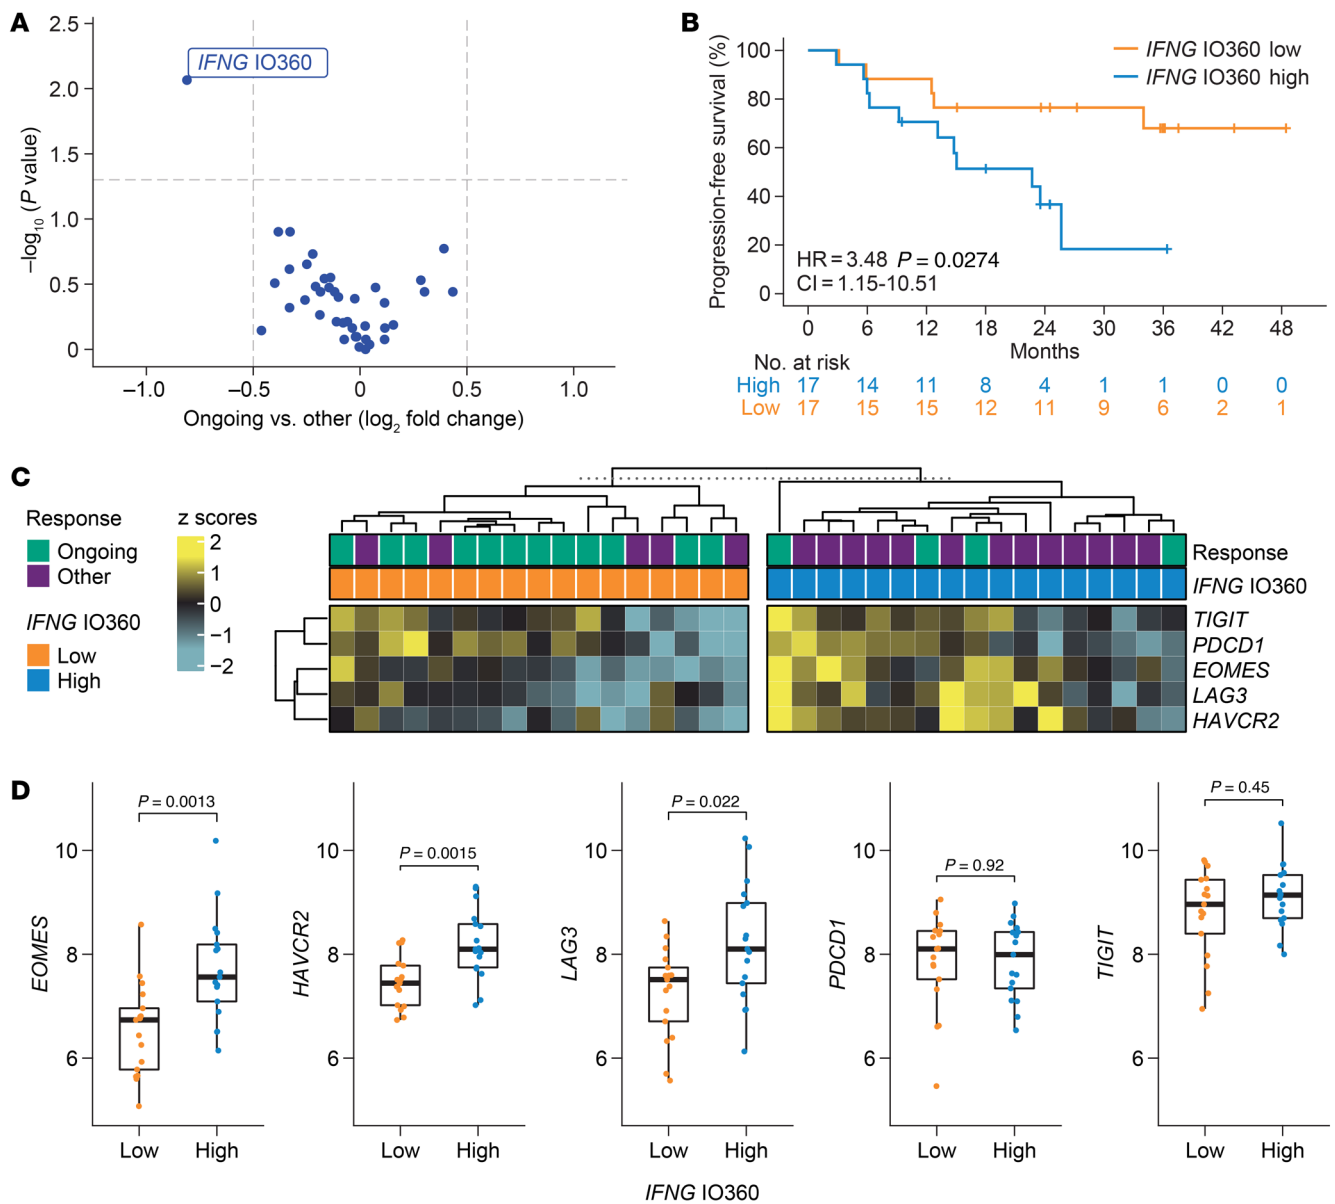 A
2.5
2.0
1.5
1.0
0.5
0
–log10 (P value)
IFNG IO360
–1.0 –0.5 0 0.5 1.0
Ongoing vs. other (log2 fold change)
B
Progression-free survival (%)
100
80
60
40
20
0
IFNG IO360 low
IFNG IO360 high
HR = 3.48 P = 0.0274
CI = 1.15-10.51
0 6 12 18 24 30 36 42 48
Months
No. at risk
High 17 14 11 8 4 1 1 0 0
Low 17 15 15 12 11 9 6 2 1
C
Response
Ongoing
Other
IFNG IO360
Low
High
z scores
2
1
0
–1
–2
Response
IFNG IO360
TIGIT
PDCD1
EOMES
LAG3
HAVCR2
D
EOMES
10
8
6
P = 0.0013
Low High
HAVCR2
10
8
6
P = 0.0015
Low High
LAG3
10
8
6
P = 0.022
Low High
PDCD1
10
8
6
P = 0.92
Low High
TIGIT
10
8
6
P = 0.45
Low High
IFNG IO360